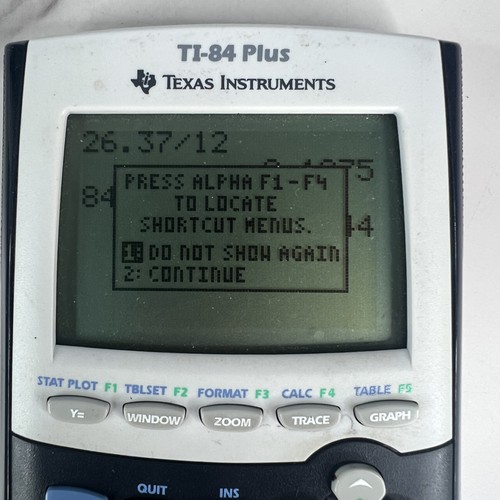 TI-84 Plus
TEXAS INSTRUMENTS
26.37/12
PRESS ALPHA F1-F4
TO LOCATE
SHORTCUT MENUS.
1: DO NOT SHOW AGAIN
2: CONTINUE
84
STAT PLOT F1 TBLSET F2 FORMAT F3 CALC F4 TABLE F5
Y= WINDOW ZOOM TRACE GRAPH
QUIT INS